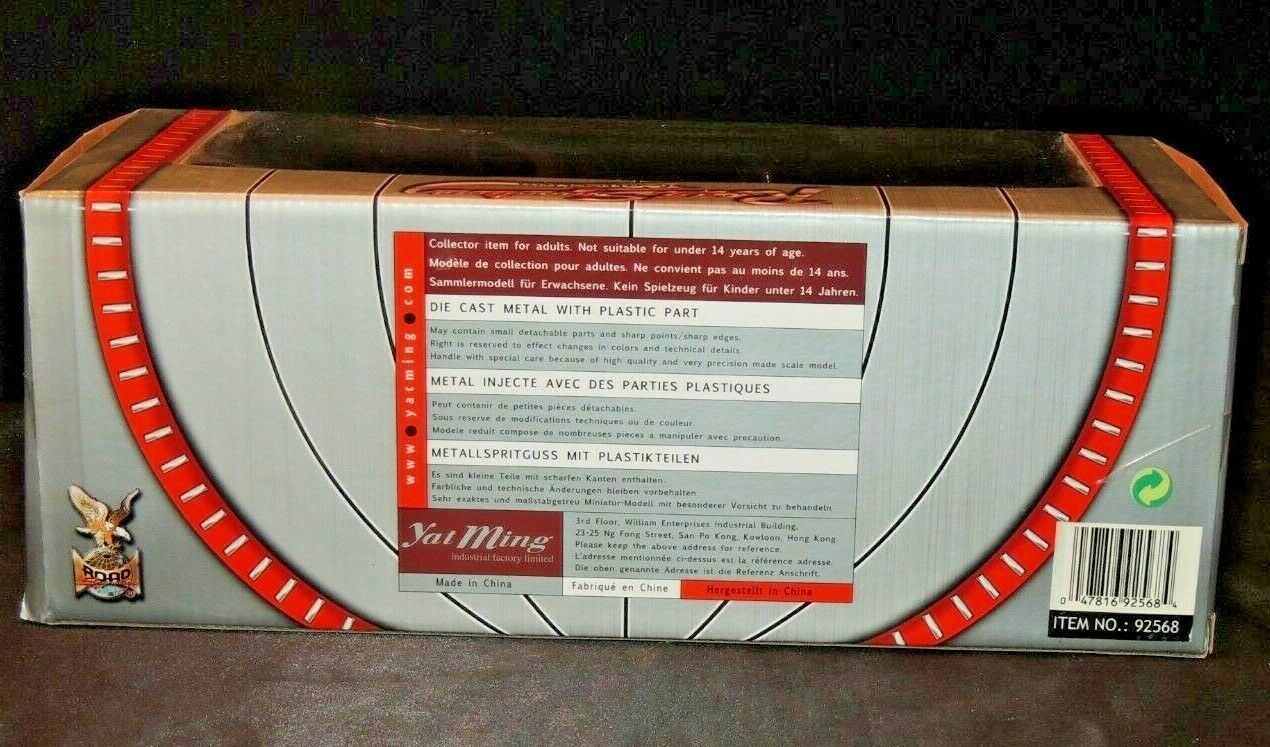 Collector item for adults. Not suitable for under 14 years of age.
Modèle de collection pour adultes. Ne convient pas au moins de 14 ans.
Sammlermodell für Erwachsene. Kein Spielzeug für Kinder unter 14 Jahren.
www●yatming●com
DIE CAST METAL WITH PLASTIC PART
May contain small detachable parts and sharp points/sharp edges.
Right is reserved to effect changes in colors and technical details.
Handle with special care because of high quality and very precision made scale model.
METAL INJECTE AVEC DES PARTIES PLASTIQUES
Peut contenir de petites pièces détachables.
Sous reserve de modifications techniques ou de couleur.
Modele reduit compose de nombreuses pieces a manipuler avec precaution.
METALLSPRITGUSS MIT PLASTIKTEILEN
Es sind kleine Teile mit scharfen Kanten enthalten.
Farbliche und technische Änderungen bleiben vorbehalten
Sehr exaktes und maßstabgetreu Miniatur-Modell mit besonderer Vorsicht zu behandeln
Yat Ming
industrial factory limited
3rd Floor, William Enterprises Industrial Building,
23-25 Ng Fong Street, San Po Kong, Kowloon, Hong Kong
Please keep the above address for reference.
L'adresse mentionnée ci-dessus est la référence adresse.
Die oben genannte Adresse ist die Referenz Anschrift.
Made in China
Fabriqué en Chine
Hergestellt in China
ROAD
®
0 47816 92568 4
ITEM NO.: 92568